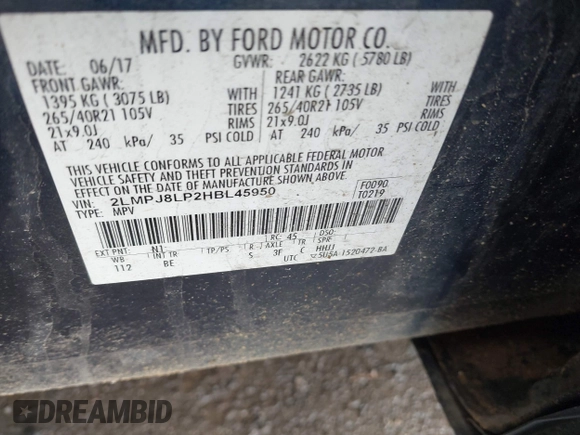 MFD. BY FORD MOTOR CO.
DATE: 06/17 GVWR: 2622 KG ( 5780 LB)
FRONT GAWR: REAR GAWR:
1395 KG ( 3075 LB) WITH 1241 KG ( 2735 LB) WITH
265/40R21 105V TIRES 265/40R21 105V TIRES
21x9.0J RIMS 21x9.0J RIMS
AT 240 kPa/ 35 PSI COLD AT 240 kPa/ 35 PSI COLD
THIS VEHICLE CONFORMS TO ALL APPLICABLE FEDERAL MOTOR
VEHICLE SAFETY AND THEFT PREVENTION STANDARDS IN
EFFECT ON THE DATE OF MANUFACTURE SHOWN ABOVE.
VIN: 2LMPJ8LP2HBL45950 F0090
TYPE: MPV T0219
EXT PNT: N1 RC: 45 DSO:
WB INT TR TP/PS R AXLE TR SPR
112 BE S 3F C HHJJ
UTC 5U5A-1520472-BA
DREAMBID